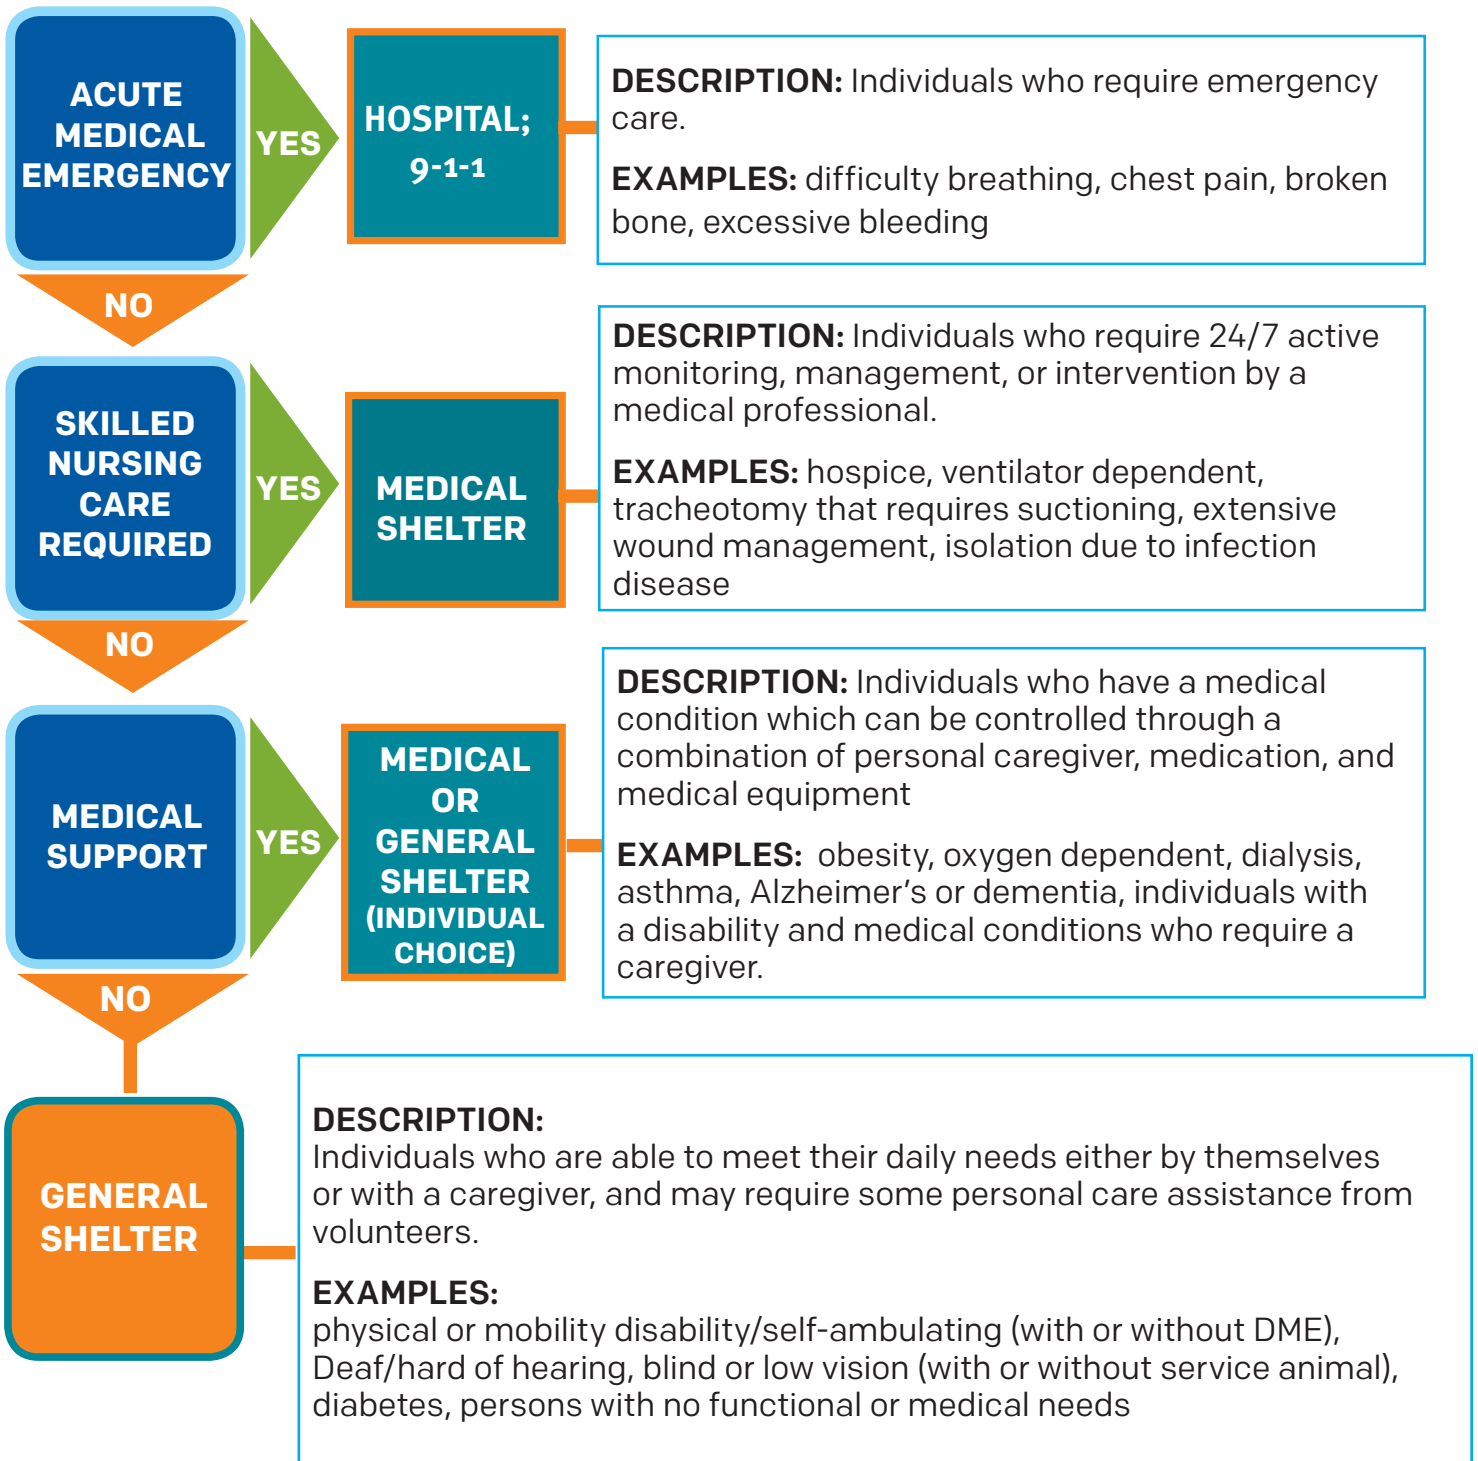 ACUTE
MEDICAL
EMERGENCY
YES
HOSPITAL;
9-1-1
DESCRIPTION: Individuals who require emergency
care.
EXAMPLES: difficulty breathing, chest pain, broken
bone, excessive bleeding
NO
SKILLED
NURSING
CARE
REQUIRED
YES
MEDICAL
SHELTER
DESCRIPTION: Individuals who require 24/7 active
monitoring, management, or intervention by a
medical professional.
EXAMPLES: hospice, ventilator dependent,
tracheotomy that requires suctioning, extensive
wound management, isolation due to infection
disease
NO
MEDICAL
SUPPORT
YES
MEDICAL
OR
GENERAL
SHELTER
(INDIVIDUAL
CHOICE)
DESCRIPTION: Individuals who have a medical
condition which can be controlled through a
combination of personal caregiver, medication, and
medical equipment
EXAMPLES: obesity, oxygen dependent, dialysis,
asthma, Alzheimer’s or dementia, individuals with
a disability and medical conditions who require a
caregiver.
NO
GENERAL
SHELTER
DESCRIPTION:
Individuals who are able to meet their daily needs either by themselves
or with a caregiver, and may require some personal care assistance from
volunteers.
EXAMPLES:
physical or mobility disability/self-ambulating (with or without DME),
Deaf/hard of hearing, blind or low vision (with or without service animal),
diabetes, persons with no functional or medical needs